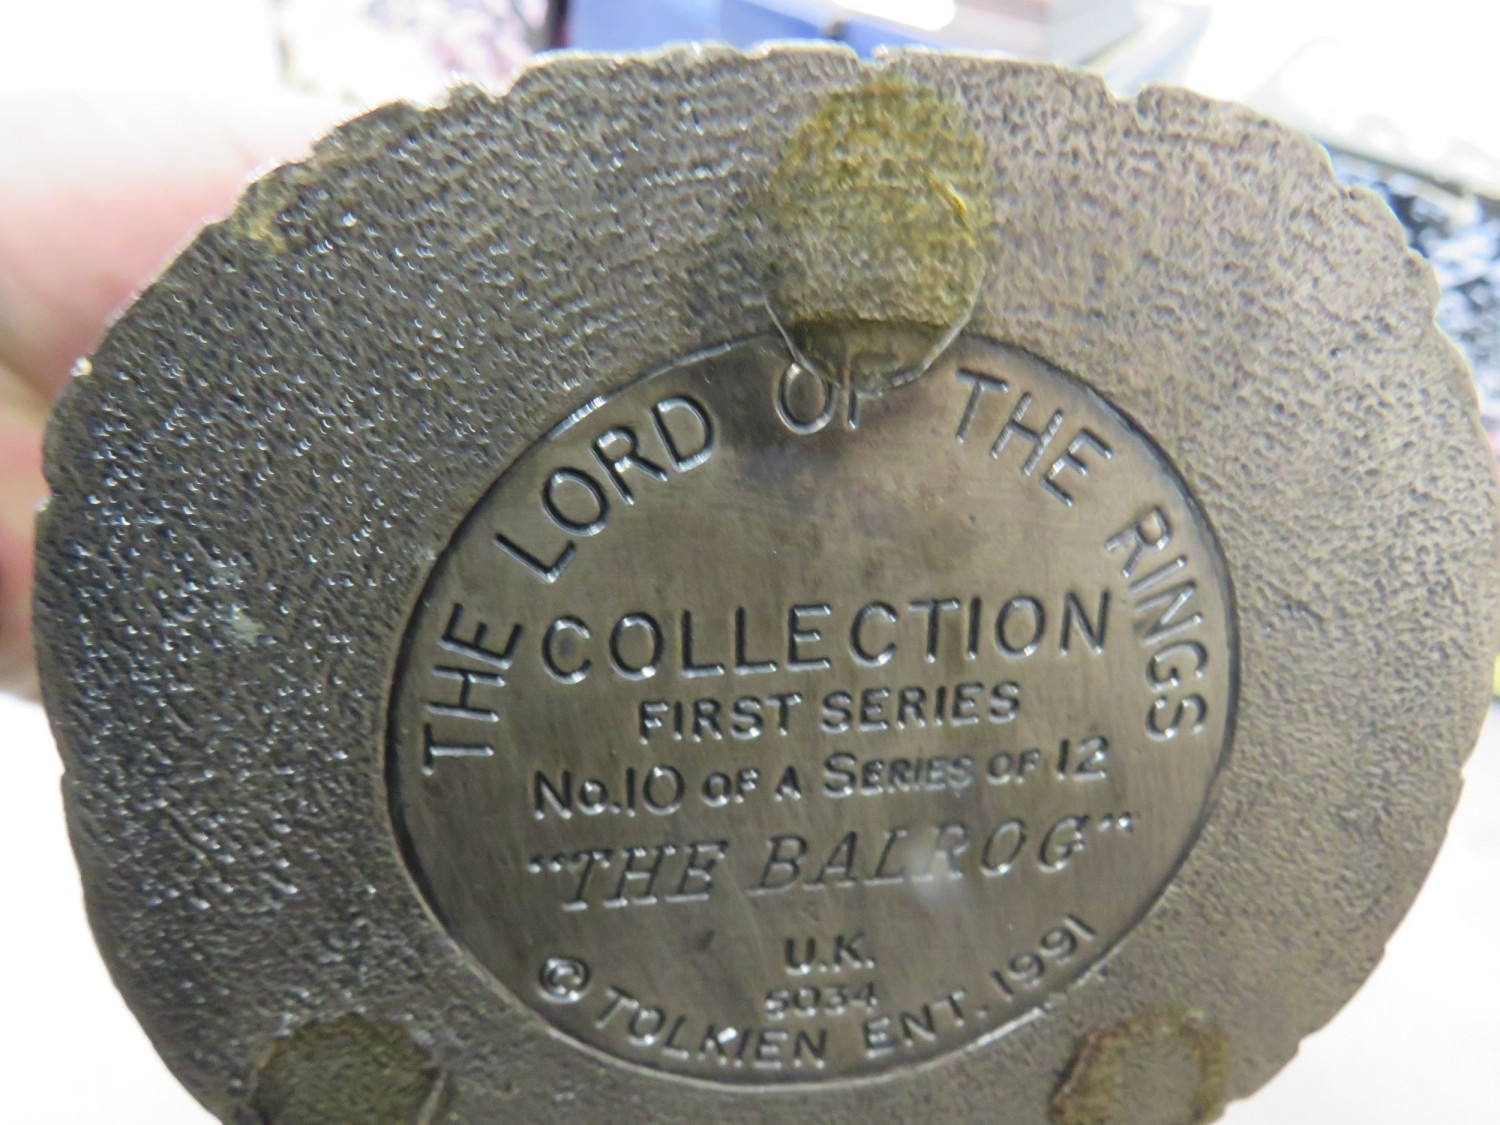 THE LORD OF THE RINGS
COLLECTION
FIRST SERIES
No.10 OF A SERIES OF 12
"THE BALROG"
U.K.
5034
© TOLKIEN ENT. 1991